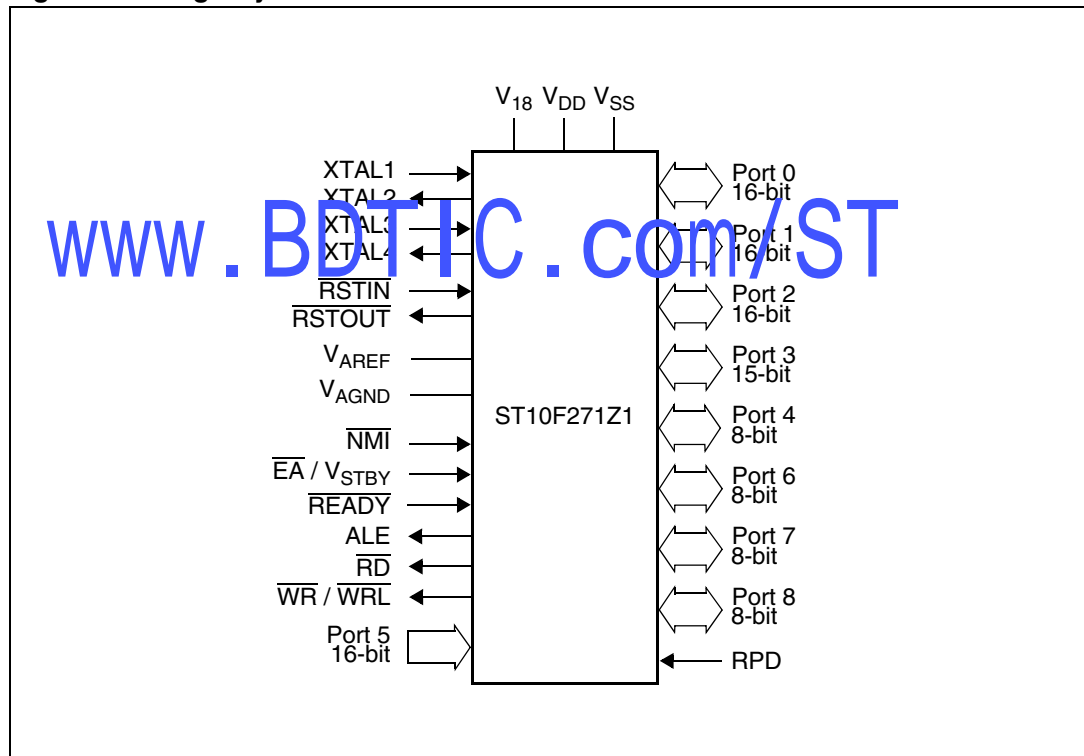 V18 VDD VSS
XTAL1
XTAL2
XTAL3
XTAL4
RSTIN
RSTOUT
VAREF
VAGND
NMI
EA / VSTBY
READY
ALE
RD
WR / WRL
Port 5
16-bit
ST10F271Z1
Port 0
16-bit
Port 1
16-bit
Port 2
16-bit
Port 3
15-bit
Port 4
8-bit
Port 6
8-bit
Port 7
8-bit
Port 8
8-bit
RPD
www.BDTIC.com/ST